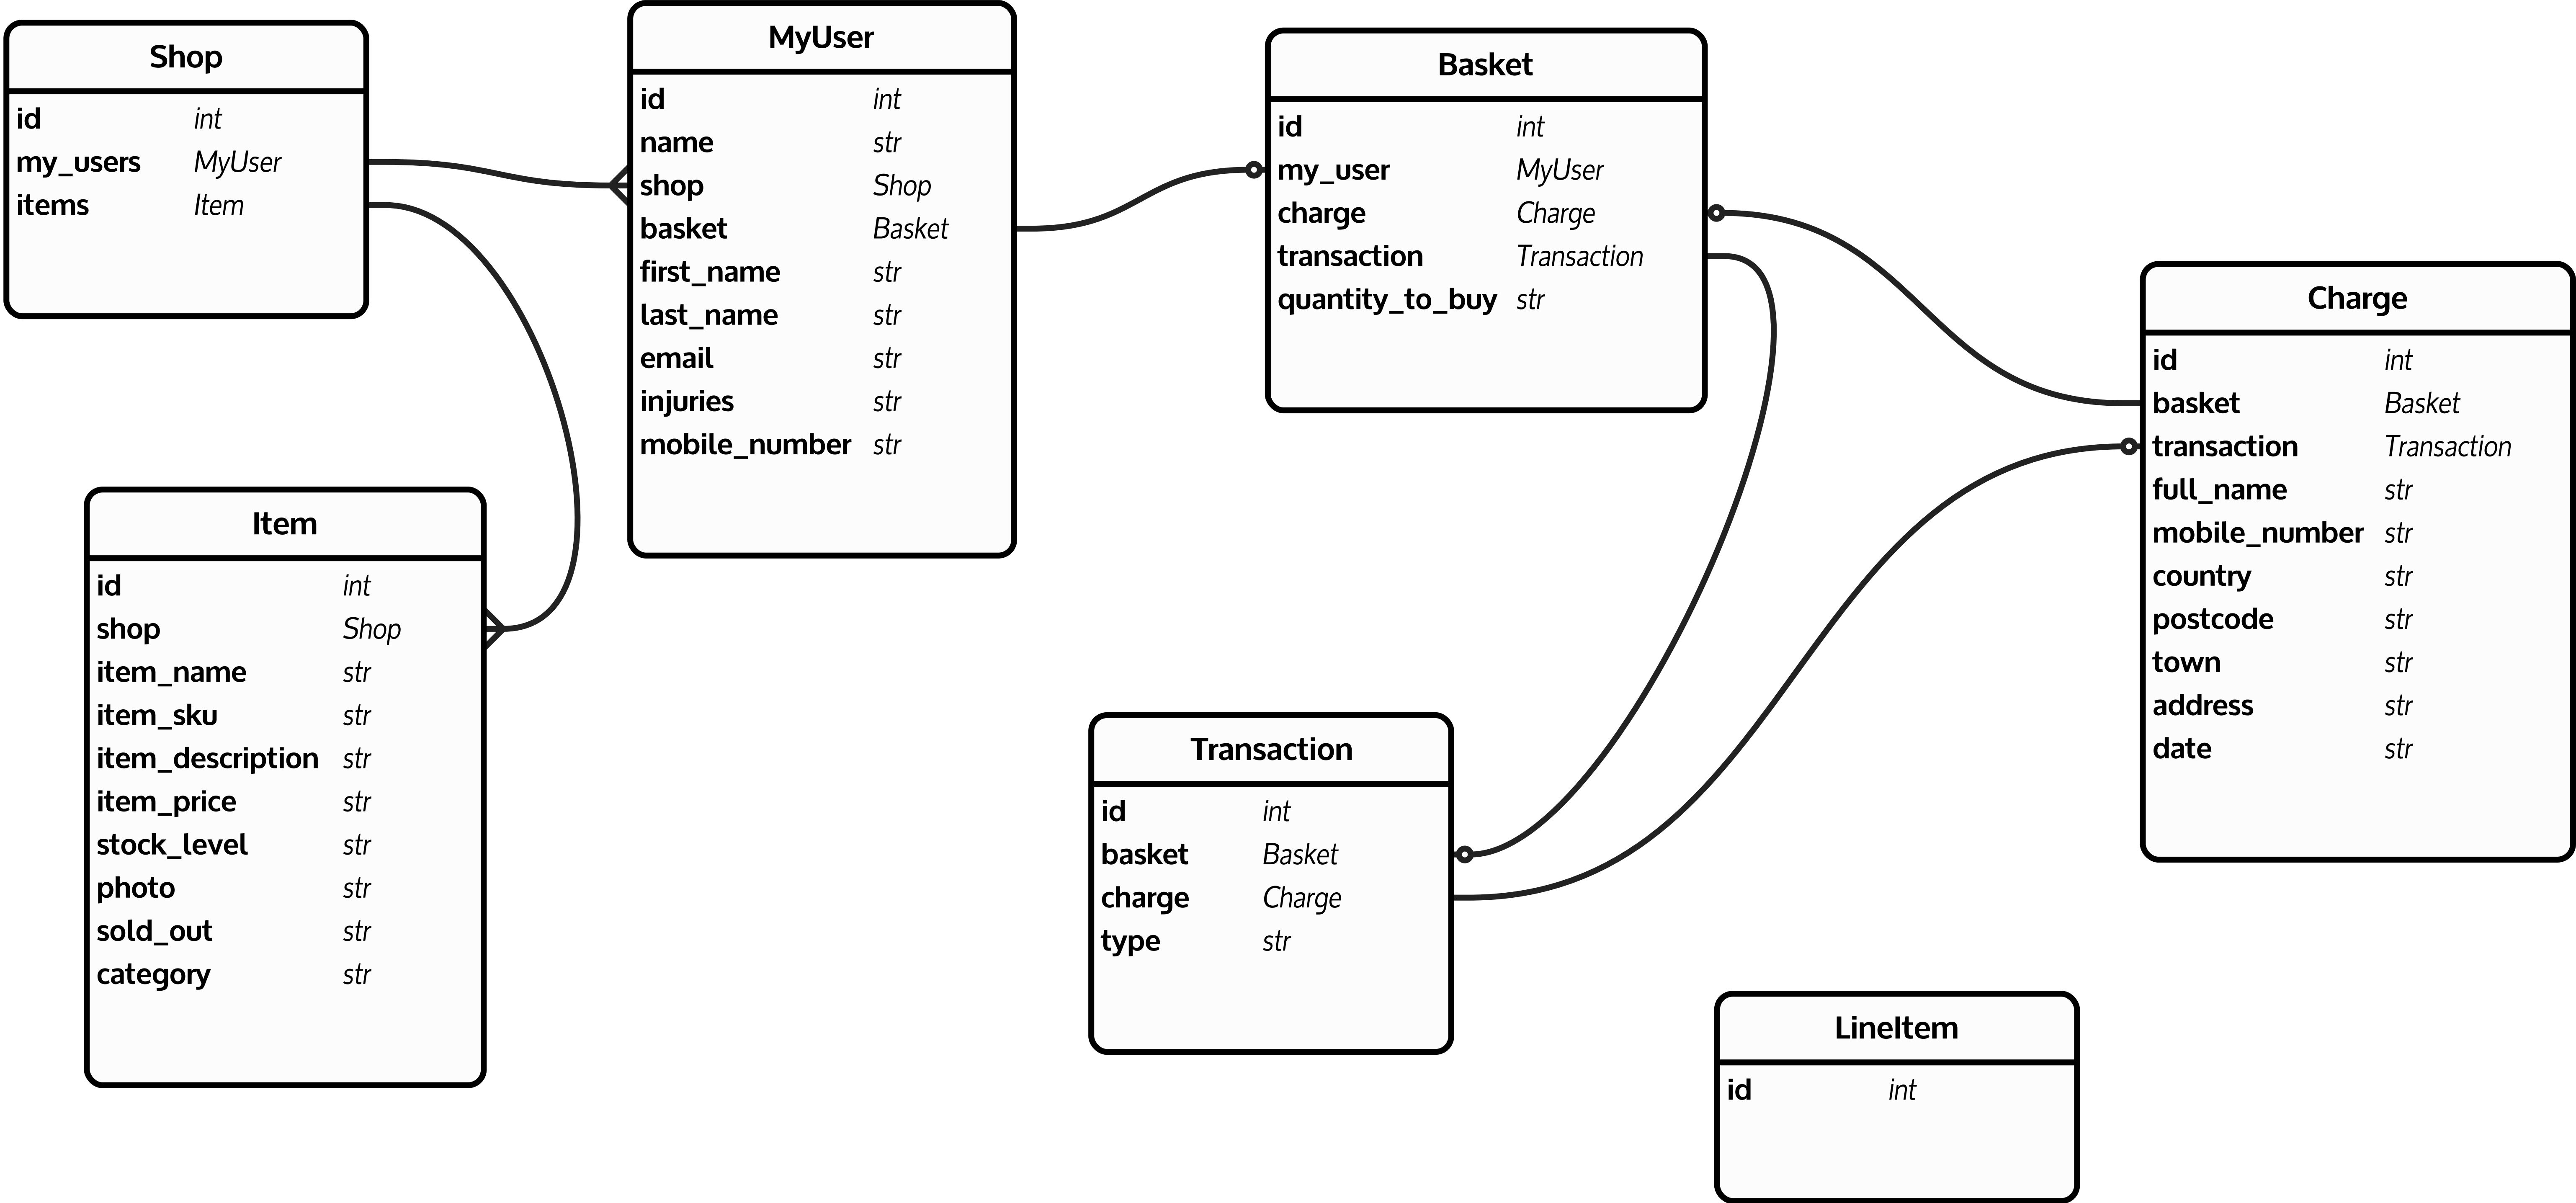 Shop
id int
my_users MyUser
items Item
MyUser
id int
name str
shop Shop
basket Basket
first_name str
last_name str
email str
injuries str
mobile_number str
Basket
id int
my_user MyUser
charge Charge
transaction Transaction
quantity_to_buy str
Charge
id int
basket Basket
transaction Transaction
full_name str
mobile_number str
country str
postcode str
town str
address str
date str
Item
id int
shop Shop
item_name str
item_sku str
item_description str
item_price str
stock_level str
photo str
sold_out str
category str
Transaction
id int
basket Basket
charge Charge
type str
LineItem
id int